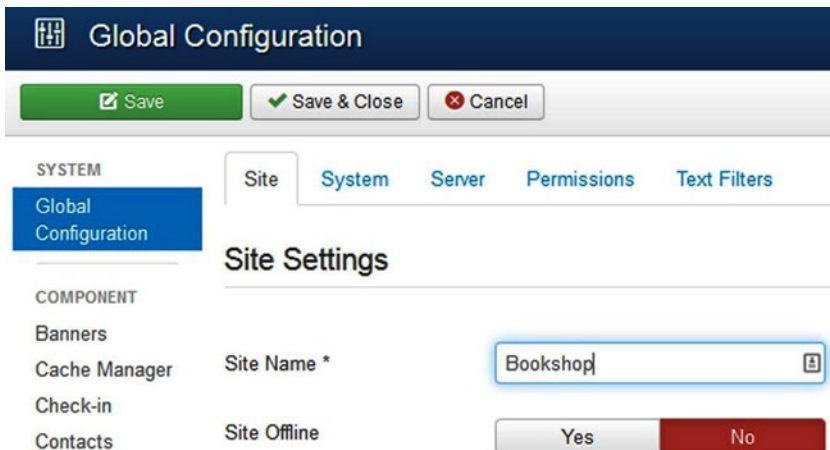 Global Configuration
Save
Save & Close
Cancel
SYSTEM
Global
Configuration
COMPONENT
Banners
Cache Manager
Check-in
Contacts
Site
System
Server
Permissions
Text Filters
Site Settings
Site Name *
Bookshop
Site Offline
Yes
No